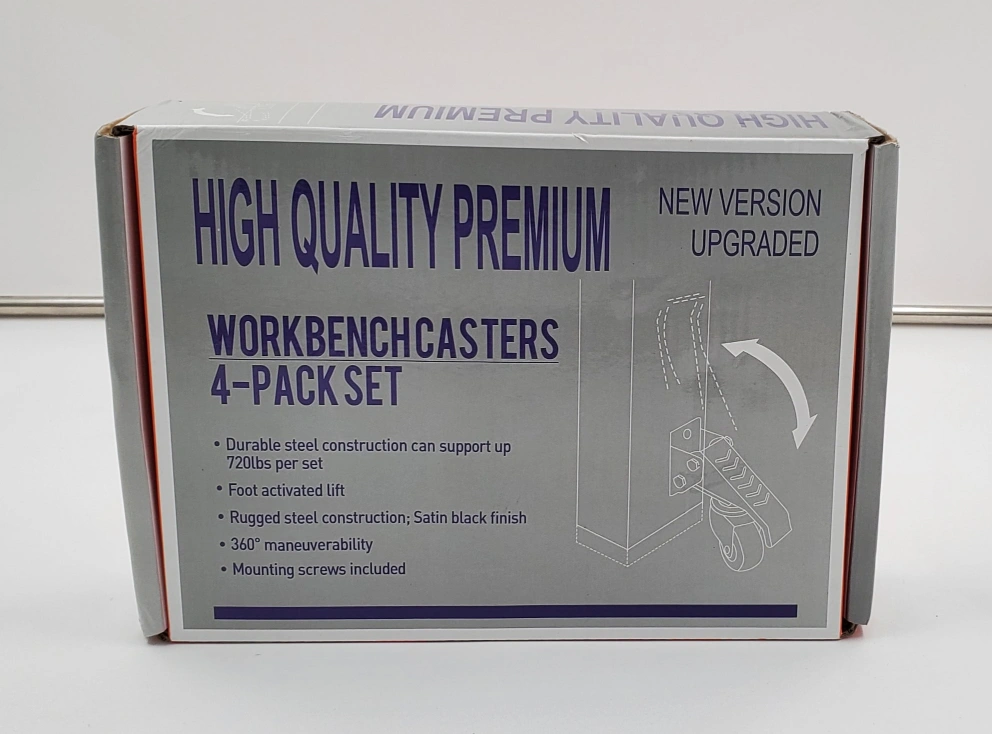 HIGH QUALITY PREMIUM
HIGH QUALITY PREMIUM
NEW VERSION
UPGRADED
WORKBENCH CASTERS
4-PACK SET
• Durable steel construction can support up
720lbs per set
• Foot activated lift
• Rugged steel construction; Satin black finish
• 360° maneuverability
• Mounting screws included